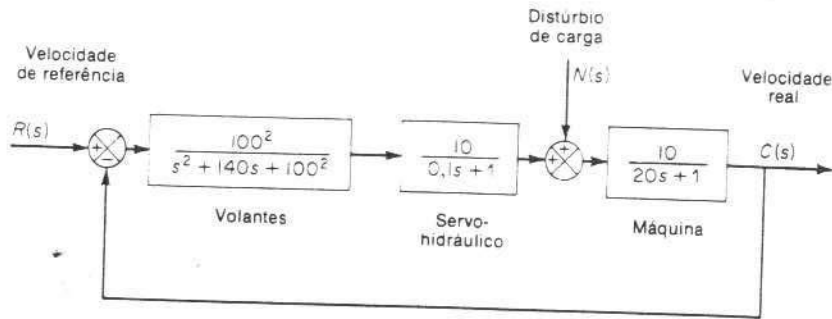 Distúrbio
de carga
Velocidade
de referência
N(s)
Velocidade
real
R(s)
+
−
100²
s² + 140s + 100²
10
0,1s + 1
+
+
10
20s + 1
C(s)
Volantes
Servo-
hidráulico
Máquina